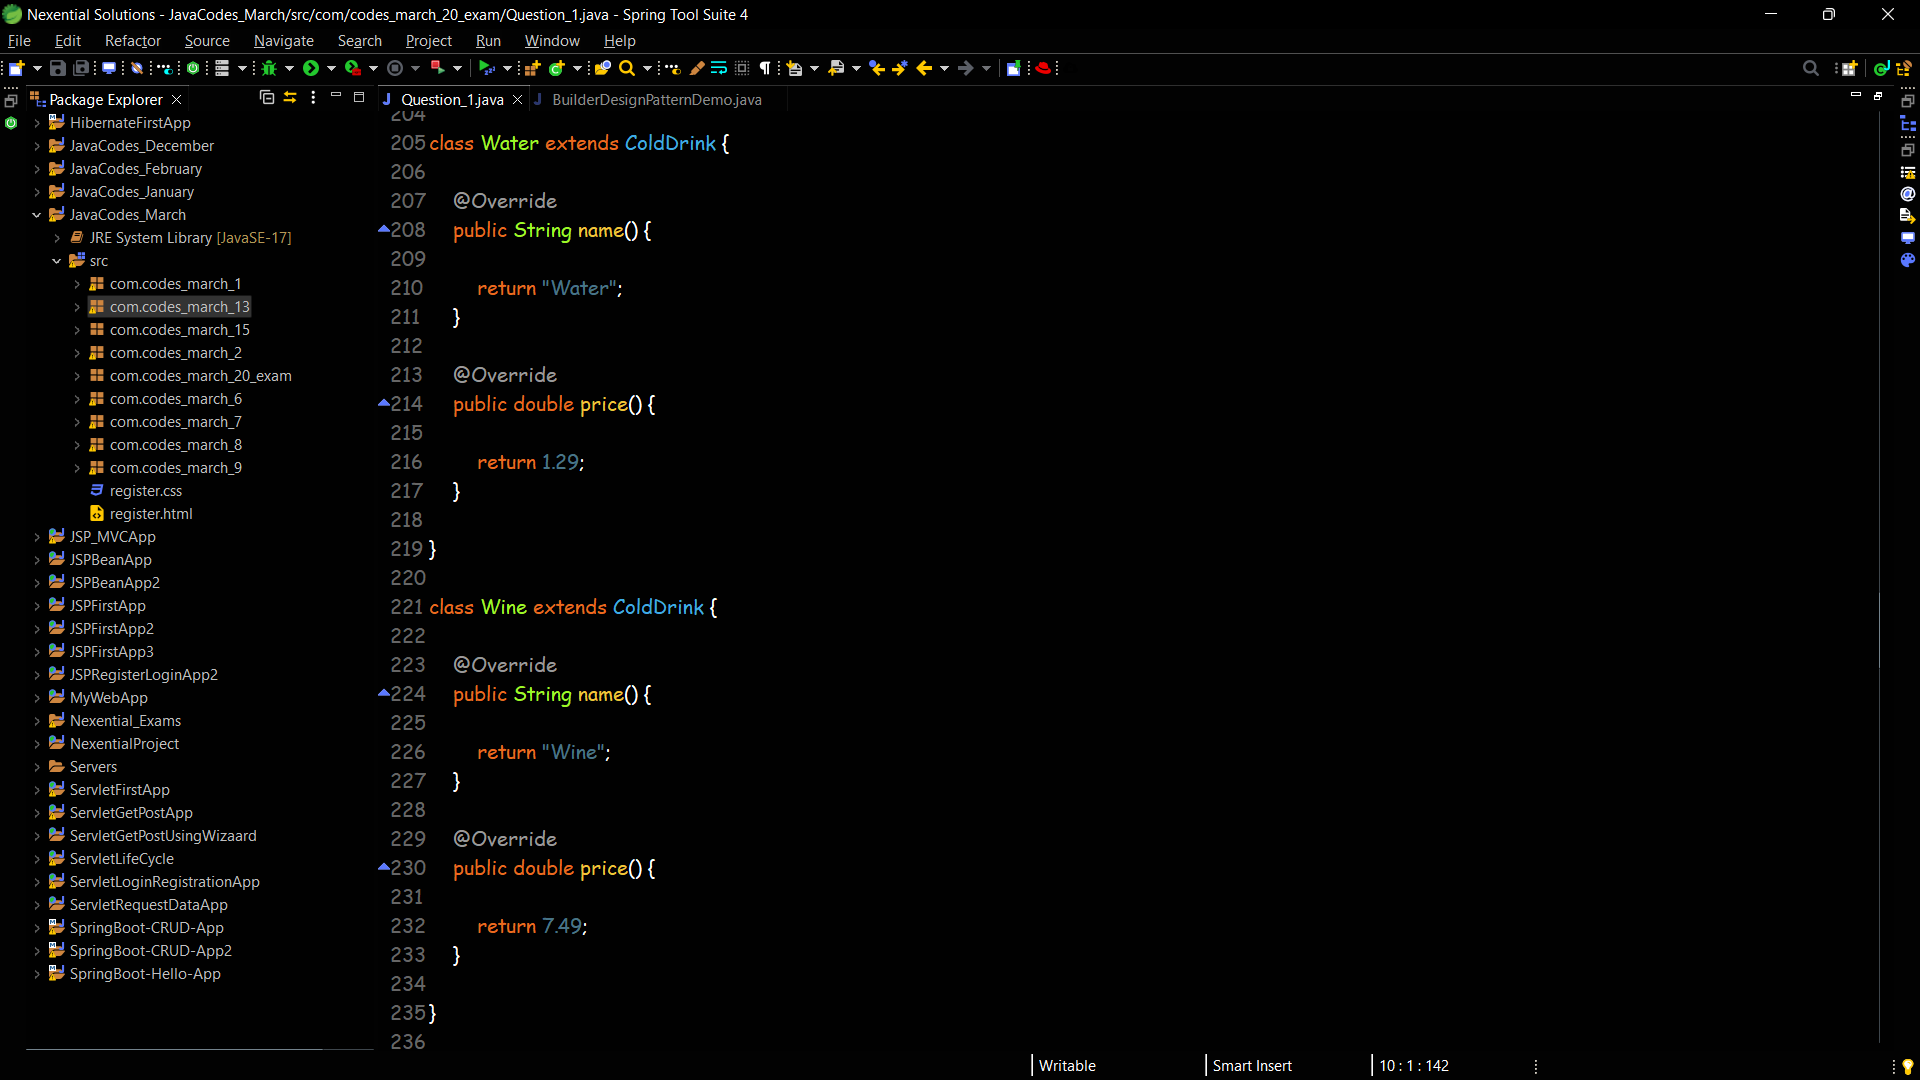 Nexential Solutions - JavaCodes_March/src/com/codes_march_20_exam/Question_1.java - Spring Tool Suite 4
File Edit Refactor Source Navigate Search Project Run Window Help
Package Explorer
HibernateFirstApp
JavaCodes_December
JavaCodes_February
JavaCodes_January
JavaCodes_March
JRE System Library [JavaSE-17]
src
com.codes_march_1
com.codes_march_13
com.codes_march_15
com.codes_march_2
com.codes_march_20_exam
com.codes_march_6
com.codes_march_7
com.codes_march_8
com.codes_march_9
register.css
register.html
JSP_MVCApp
JSPBeanApp
JSPBeanApp2
JSPFirstApp
JSPFirstApp2
JSPFirstApp3
JSPRegisterLoginApp2
MyWebApp
Nexential_Exams
NexentialProject
Servers
ServletFirstApp
ServletGetPostApp
ServletGetPostUsingWizaard
ServletLifeCycle
ServletLoginRegistrationApp
ServletRequestDataApp
SpringBoot-CRUD-App
SpringBoot-CRUD-App2
SpringBoot-Hello-App
Question_1.java BuilderDesignPatternDemo.java
204
205 class Water extends ColdDrink {
206
207 @Override
208 public String name() {
209
210 return "Water";
211 }
212
213 @Override
214 public double price() {
215
216 return 1.29;
217 }
218
219 }
220
221 class Wine extends ColdDrink {
222
223 @Override
224 public String name() {
225
226 return "Wine";
227 }
228
229 @Override
230 public double price() {
231
232 return 7.49;
233 }
234
235 }
236
Writable Smart Insert 10 : 1 : 142